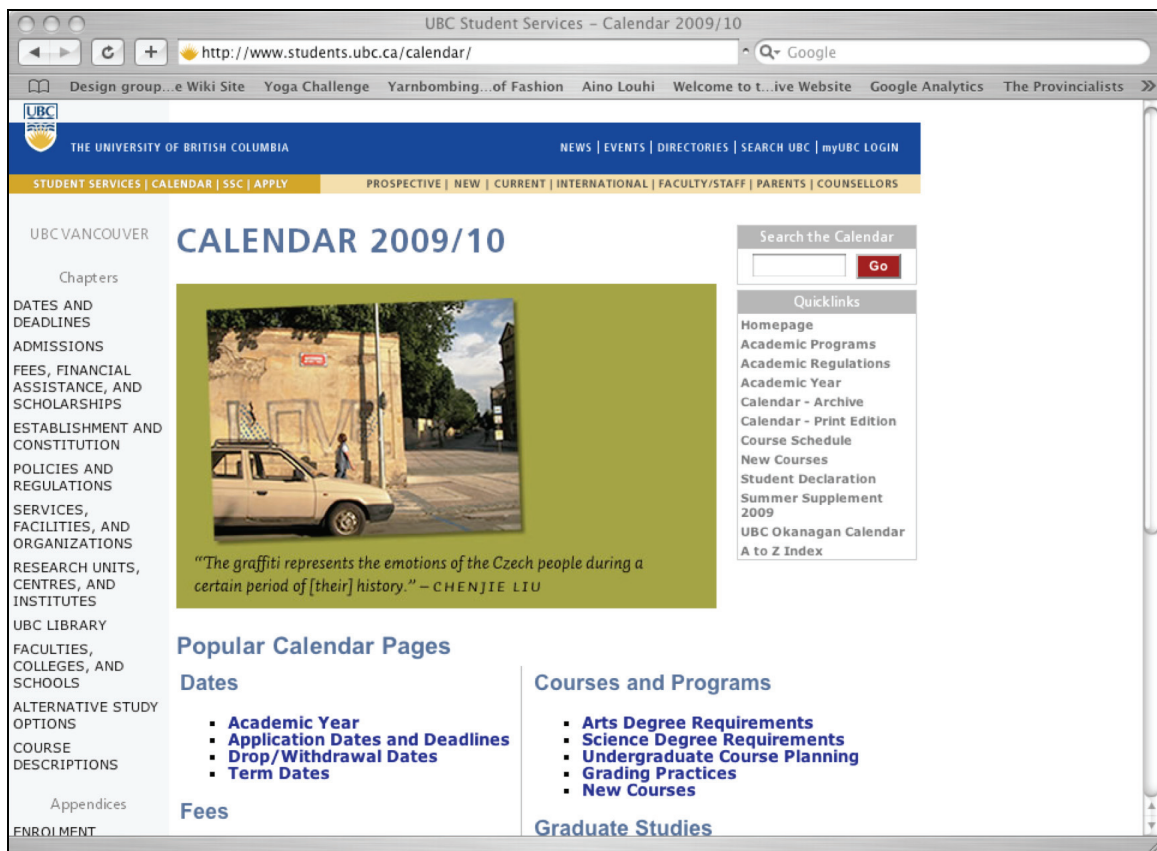 UBC Student Services – Calendar 2009/10
http://www.students.ubc.ca/calendar/
Google
Design group...e Wiki Site Yoga Challenge Yarnbombing...of Fashion Aino Louhi Welcome to t...ive Website Google Analytics The Provincialists
UBC
THE UNIVERSITY OF BRITISH COLUMBIA
NEWS | EVENTS | DIRECTORIES | SEARCH UBC | myUBC LOGIN
STUDENT SERVICES | CALENDAR | SSC | APPLY
PROSPECTIVE | NEW | CURRENT | INTERNATIONAL | FACULTY/STAFF | PARENTS | COUNSELLORS
UBC VANCOUVER
Chapters
DATES AND
DEADLINES
ADMISSIONS
FEES, FINANCIAL
ASSISTANCE, AND
SCHOLARSHIPS
ESTABLISHMENT AND
CONSTITUTION
POLICIES AND
REGULATIONS
SERVICES,
FACILITIES, AND
ORGANIZATIONS
RESEARCH UNITS,
CENTRES, AND
INSTITUTES
UBC LIBRARY
FACULTIES,
COLLEGES, AND
SCHOOLS
ALTERNATIVE STUDY
OPTIONS
COURSE
DESCRIPTIONS
Appendices
ENROLMENT
CALENDAR 2009/10
LOVE
“The graffiti represents the emotions of the Czech people during a
certain period of [their] history.” – CHENJIE LIU
Search the Calendar
Go
Quicklinks
Homepage
Academic Programs
Academic Regulations
Academic Year
Calendar - Archive
Calendar - Print Edition
Course Schedule
New Courses
Student Declaration
Summer Supplement
2009
UBC Okanagan Calendar
A to Z Index
Popular Calendar Pages
Dates
Academic Year
Application Dates and Deadlines
Drop/Withdrawal Dates
Term Dates
Fees
Courses and Programs
Arts Degree Requirements
Science Degree Requirements
Undergraduate Course Planning
Grading Practices
New Courses
Graduate Studies